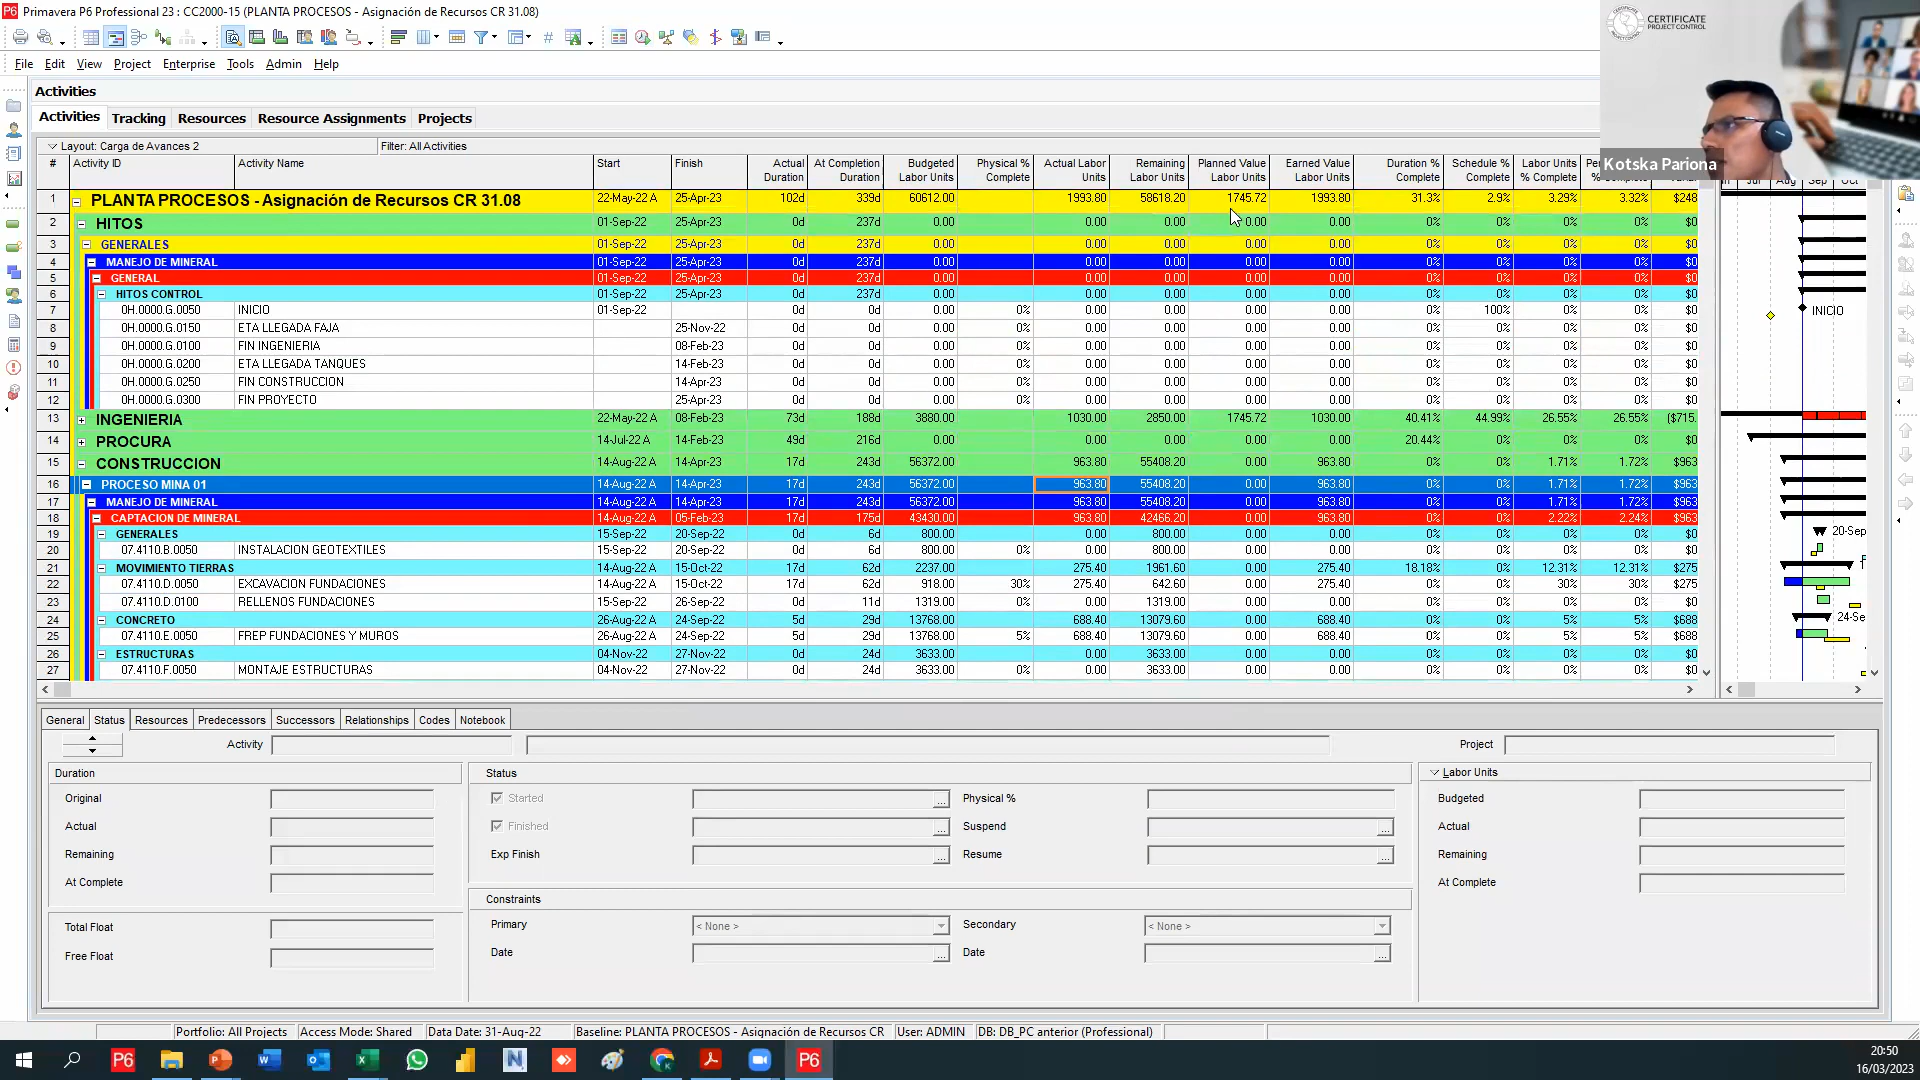 Primavera P6 Professional 23 : CC2000-15 (PLANTA PROCESOS - Asignación de Recursos CR 31.08)
CERTIFICATE
PROJECT CONTROL
Kotska Pariona
File Edit View Project Enterprise Tools Admin Help
Activities
Activities Tracking Resources Resource Assignments Projects
Layout: Carga de Avances 2 Filter: All Activities
# Activity ID Activity Name Start Finish Actual Duration At Completion Duration Budgeted Labor Units Physical % Complete Actual Labor Units Remaining Labor Units Planned Value Labor Units Earned Value Labor Units Duration % Complete Schedule % Complete Labor Units % Complete
1 PLANTA PROCESOS - Asignación de Recursos CR 31.08 22-May-22 A 25-Apr-23 102d 339d 60612.00 1993.80 58618.20 1745.72 1993.80 31.3% 2.9% 3.29% 3.32% $248
2 HITOS 01-Sep-22 25-Apr-23 0d 237d 0.00 0.00 0.00 0.00 0.00 0% 0% 0% 0% $0
3 GENERALES 01-Sep-22 25-Apr-23 0d 237d 0.00 0.00 0.00 0.00 0.00 0% 0% 0% 0% $0
4 MANEJO DE MINERAL 01-Sep-22 25-Apr-23 0d 237d 0.00 0.00 0.00 0.00 0.00 0% 0% 0% 0% $0
5 GENERAL 01-Sep-22 25-Apr-23 0d 237d 0.00 0.00 0.00 0.00 0.00 0% 0% 0% 0% $0
6 HITOS CONTROL 01-Sep-22 25-Apr-23 0d 237d 0.00 0.00 0.00 0.00 0.00 0% 0% 0% 0% $0
7 0H.0000.G.0050 INICIO 01-Sep-22 0d 0d 0.00 0% 0.00 0.00 0.00 0.00 0% 100% 0% 0% $0 INICIO
8 0H.0000.G.0150 ETA LLEGADA FAJA 25-Nov-22 0d 0d 0.00 0% 0.00 0.00 0.00 0.00 0% 0% 0% 0% $0
9 0H.0000.G.0100 FIN INGENIERIA 08-Feb-23 0d 0d 0.00 0% 0.00 0.00 0.00 0.00 0% 0% 0% 0% $0
10 0H.0000.G.0200 ETA LLEGADA TANQUES 14-Feb-23 0d 0d 0.00 0% 0.00 0.00 0.00 0.00 0% 0% 0% 0% $0
11 0H.0000.G.0250 FIN CONSTRUCCION 14-Apr-23 0d 0d 0.00 0% 0.00 0.00 0.00 0.00 0% 0% 0% 0% $0
12 0H.0000.G.0300 FIN PROYECTO 25-Apr-23 0d 0d 0.00 0% 0.00 0.00 0.00 0.00 0% 0% 0% 0% $0
13 INGENIERIA 22-May-22 A 08-Feb-23 73d 188d 3880.00 1030.00 2850.00 1745.72 1030.00 40.41% 44.99% 26.55% 26.55% ($715.
14 PROCURA 14-Jul-22 A 14-Feb-23 49d 216d 0.00 0.00 0.00 0.00 0.00 20.44% 0% 0% 0% $0
15 CONSTRUCCION 14-Aug-22 A 14-Apr-23 17d 243d 56372.00 963.80 55408.20 0.00 963.80 0% 0% 1.71% 1.72% $963
16 PROCESO MINA 01 14-Aug-22 A 14-Apr-23 17d 243d 56372.00 963.80 55408.20 0.00 963.80 0% 0% 1.71% 1.72% $963
17 MANEJO DE MINERAL 14-Aug-22 A 14-Apr-23 17d 243d 56372.00 963.80 55408.20 0.00 963.80 0% 0% 1.71% 1.72% $963
18 CAPTACION DE MINERAL 14-Aug-22 A 05-Feb-23 17d 175d 43430.00 963.80 42466.20 0.00 963.80 0% 0% 2.22% 2.24% $963
19 GENERALES 15-Sep-22 20-Sep-22 0d 6d 800.00 0.00 800.00 0.00 0.00 0% 0% 0% 0% $0 20-Sep
20 07.4110.B.0050 INSTALACION GEOTEXTILES 15-Sep-22 20-Sep-22 0d 6d 800.00 0% 0.00 800.00 0.00 0.00 0% 0% 0% 0% $0
21 MOVIMIENTO TIERRAS 14-Aug-22 A 15-Oct-22 17d 62d 2237.00 275.40 1961.60 0.00 275.40 18.18% 0% 12.31% 12.31% $275
22 07.4110.D.0050 EXCAVACION FUNDACIONES 14-Aug-22 A 15-Oct-22 17d 62d 918.00 30% 275.40 642.60 0.00 275.40 0% 0% 30% 30% $275
23 07.4110.D.0100 RELLENOS FUNDACIONES 15-Sep-22 26-Sep-22 0d 11d 1319.00 0% 0.00 1319.00 0.00 0.00 0% 0% 0% 0% $0
24 CONCRETO 26-Aug-22 A 24-Sep-22 5d 29d 13768.00 688.40 13079.60 0.00 688.40 0% 0% 5% 5% $688 24-Se
25 07.4110.E.0050 FREP FUNDACIONES Y MUROS 26-Aug-22 A 24-Sep-22 5d 29d 13768.00 5% 688.40 13079.60 0.00 688.40 0% 0% 5% 5% $688
26 ESTRUCTURAS 04-Nov-22 27-Nov-22 0d 24d 3633.00 0.00 3633.00 0.00 0.00 0% 0% 0% 0% $0
27 07.4110.F.0050 MONTAJE ESTRUCTURAS 04-Nov-22 27-Nov-22 0d 24d 3633.00 0% 0.00 3633.00 0.00 0.00 0% 0% 0% 0% $0
General Status Resources Predecessors Successors Relationships Codes Notebook
Activity Project
Duration Status Labor Units
Original Started Physical % Budgeted
Actual Finished Suspend Actual
Remaining Exp Finish Resume Remaining
At Complete At Complete
Constraints
Total Float Primary < None > Secondary < None >
Free Float Date Date
Portfolio: All Projects Access Mode: Shared Data Date: 31-Aug-22 Baseline: PLANTA PROCESOS - Asignación de Recursos CR User: ADMIN DB: DB_PC anterior (Professional)
20:50
16/03/2023